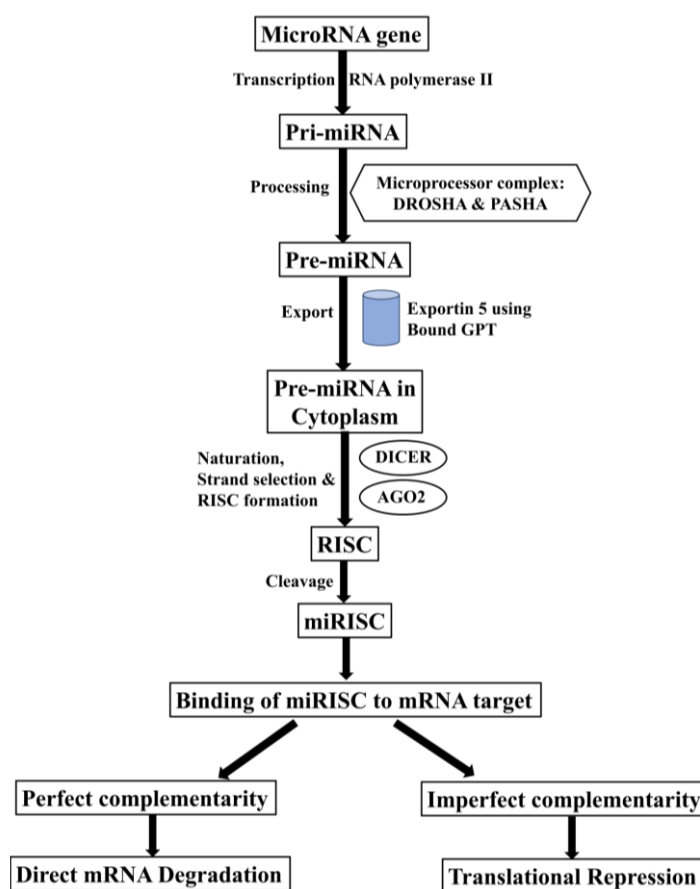 MicroRNA gene
Transcription RNA polymerase II
Pri-miRNA
Processing
Microprocessor complex:
DROSHA & PASHA
Pre-miRNA
Export
Exportin 5 using
Bound GPT
Pre-miRNA in
Cytoplasm
Naturation,
Strand selection &
RISC formation
DICER
AGO2
RISC
Cleavage
miRISC
Binding of miRISC to mRNA target
Perfect complementarity
Imperfect complementarity
Direct mRNA Degradation
Translational Repression